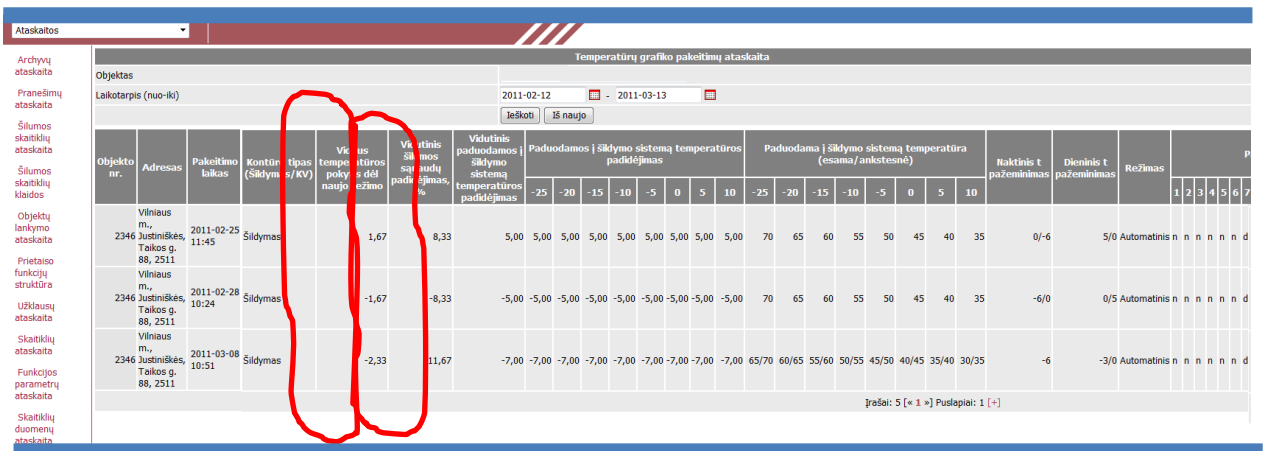 Ataskaitos
Archyvų
ataskaita
Pranešimų
ataskaita
Šilumos
skaitiklių
ataskaita
Šilumos
skaitiklių
klaidos
Objektų
lankymo
ataskaita
Prietaiso
funkcijų
struktūra
Užklausų
ataskaita
Skaitiklių
ataskaita
Funkcijos
parametrų
ataskaita
Skaitiklių
duomenų
ataskaita
Temperatūrų grafiko pakeitimų ataskaita
Objektas
Laikotarpis (nuo-iki) 2011-02-12 - 2011-03-13
Ieškoti Iš naujo
Objekto
nr.
Adresas
Pakeitimo
laikas
Kontūro tipas
(Šildymas/KV)
Vidaus
temperatūros
pokytis dėl
naujo režimo
Vidutinis
šilumos
sąnaudų
padidėjimas,
%
Vidutinis
paduodamos į
šildymo
sistemą
temperatūros
padidėjimas
Paduodamos į šildymo sistemą temperatūros
padidėjimas
-25 -20 -15 -10 -5 0 5 10
Paduodama į šildymo sistemą temperatūra
(esama/ankstesnė)
-25 -20 -15 -10 -5 0 5 10
Naktinis t
pažeminimas
Dieninis t
pažeminimas
Režimas
P
1 2 3 4 5 6 7
Vilniaus
m.,
2346 Justiniškės, 2011-02-25 Šildymas 1,67 8,33 5,00 5,00 5,00 5,00 5,00 5,00 5,00 5,00 5,00 70 65 60 55 50 45 40 35 0/-6 5/0 Automatinis n n n n n n d
Taikos g. 11:45
88, 2511
Vilniaus
m.,
2346 Justiniškės, 2011-02-28 Šildymas -1,67 -8,33 -5,00 -5,00 -5,00 -5,00 -5,00 -5,00 -5,00 -5,00 -5,00 70 65 60 55 50 45 40 35 -6/0 0/5 Automatinis n n n n n n d
Taikos g. 10:24
88, 2511
Vilniaus
m.,
2346 Justiniškės, 2011-03-08 Šildymas -2,33 11,67 -7,00 -7,00 -7,00 -7,00 -7,00 -7,00 -7,00 -7,00 -7,00 65/70 60/65 55/60 50/55 45/50 40/45 35/40 30/35 -6 -3/0 Automatinis n n n n n n d
Taikos g. 10:51
88, 2511
Įrašai: 5 [« 1 »] Puslapiai: 1 [+]